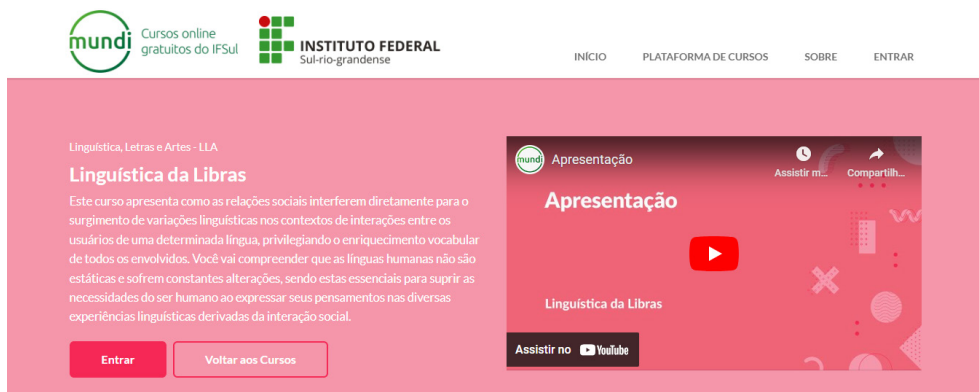 mundi
Cursos online
gratuitos do IFSul
INSTITUTO FEDERAL
Sul-rio-grandense
INÍCIO PLATAFORMA DE CURSOS SOBRE ENTRAR
Linguística, Letras e Artes - LLA
Linguística da Libras
Este curso apresenta como as relações sociais interferem diretamente para o
surgimento de variações linguísticas nos contextos de interações entre os
usuários de uma determinada língua, privilegiando o enriquecimento vocabular
de todos os envolvidos. Você vai compreender que as línguas humanas não são
estáticas e sofrem constantes alterações, sendo estas essenciais para suprir as
necessidades do ser humano ao expressar seus pensamentos nas diversas
experiências linguísticas derivadas da interação social.
Entrar Voltar aos Cursos
mundi Apresentação
Assistir m... Compartilh...
Apresentação
Linguística da Libras
Assistir no YouTube